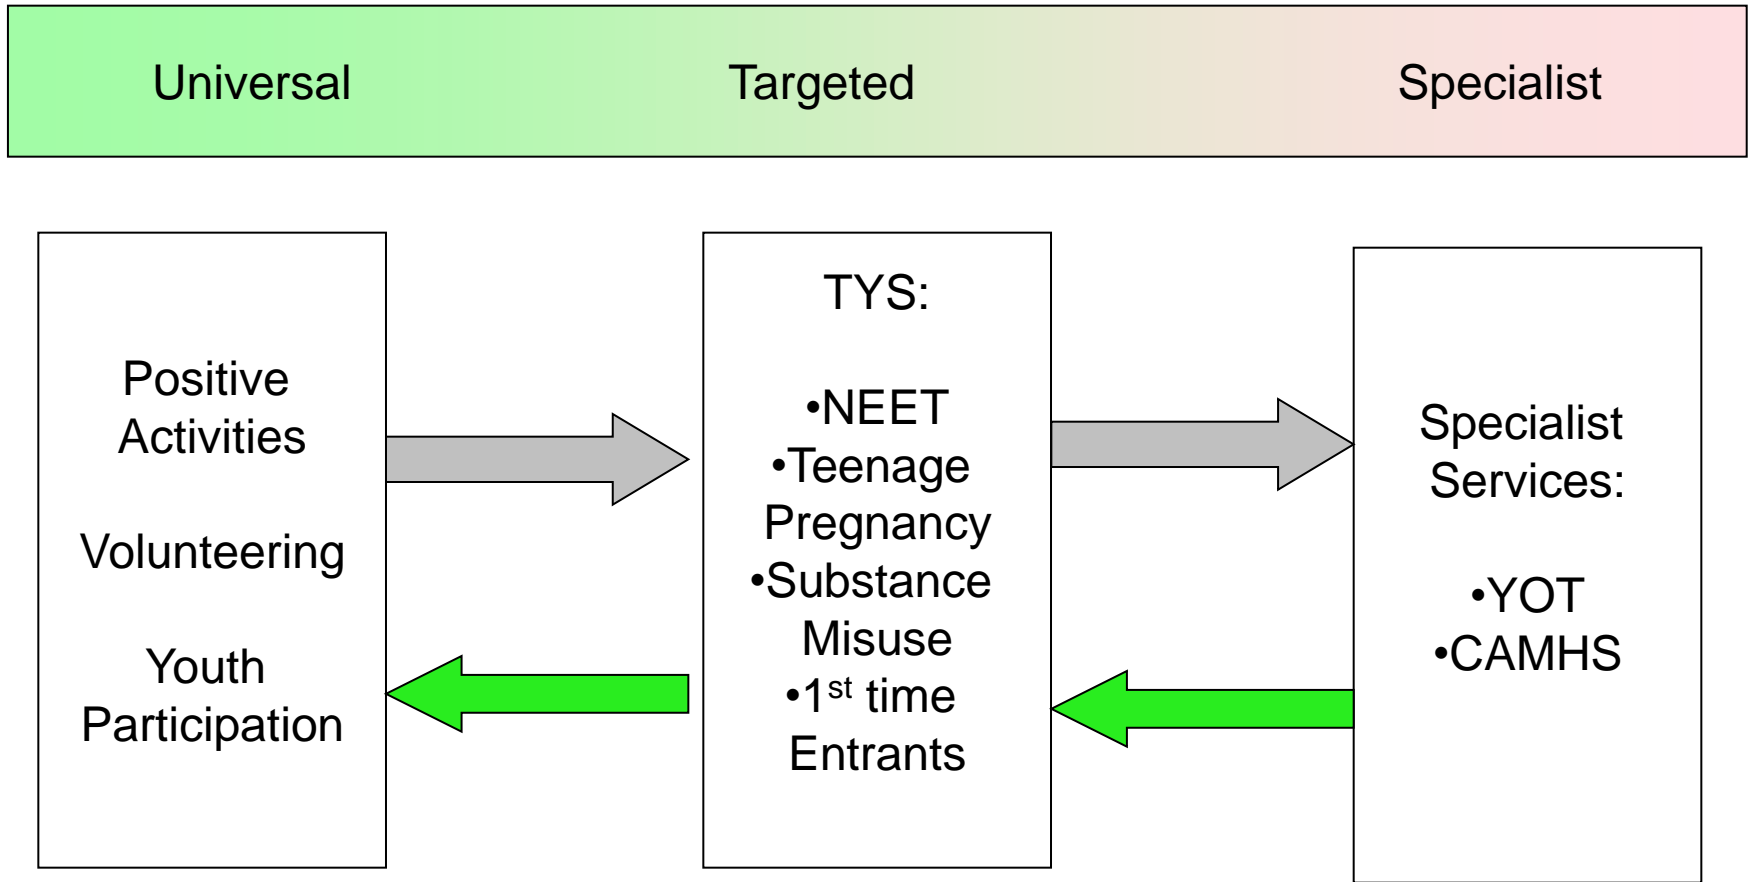 Universal
Targeted
Specialist
Positive
Activities
Volunteering
Youth
Participation
TYS:
•NEET
•Teenage
Pregnancy
•Substance
Misuse
•1st time
Entrants
Specialist
Services:
•YOT
•CAMHS